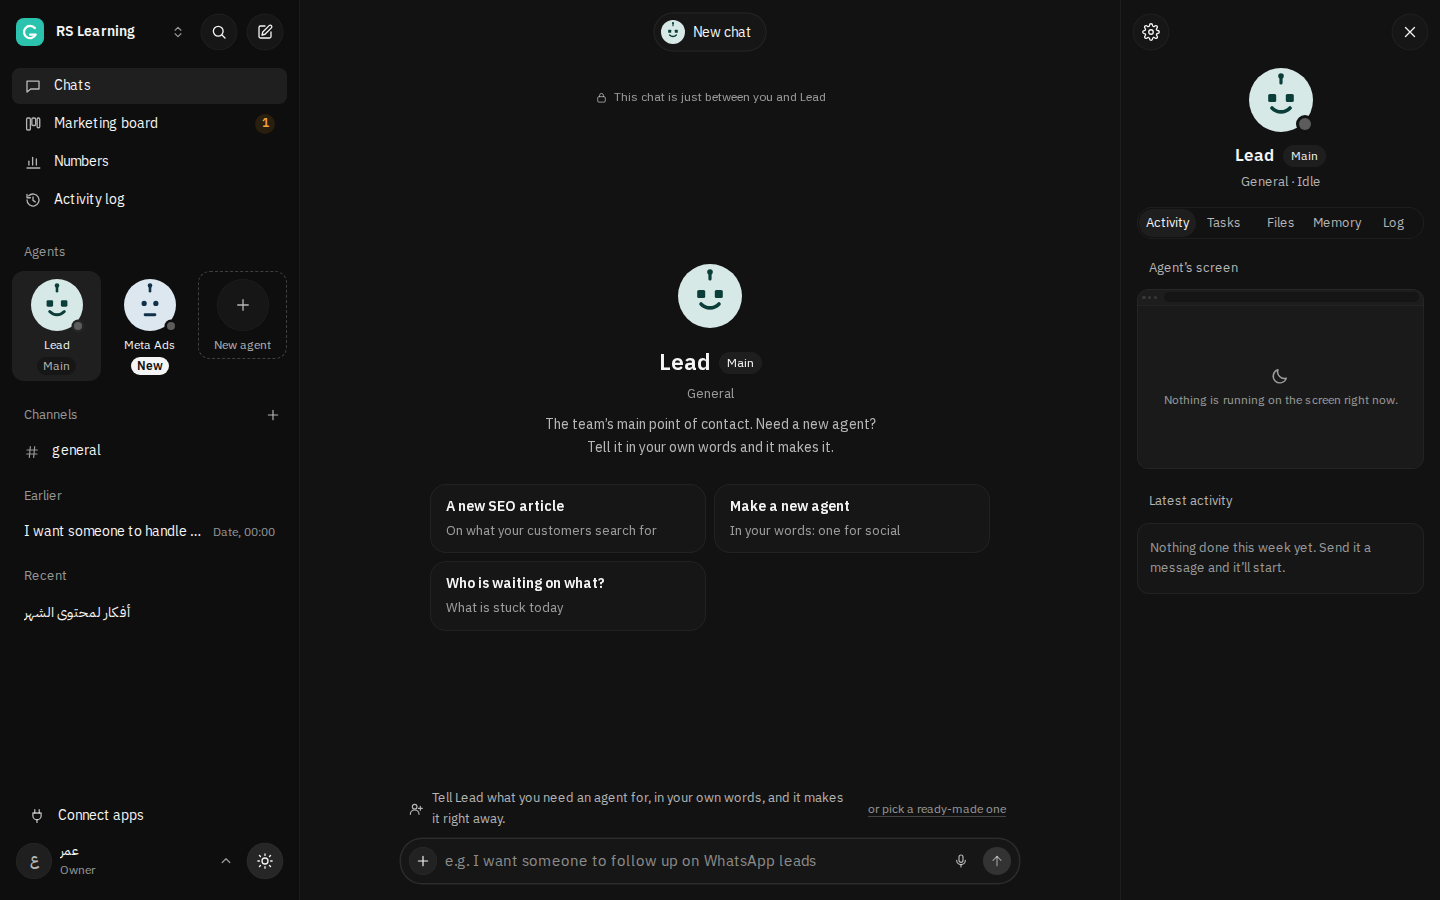 RS Learning
Chats
Marketing board 1
Numbers
Activity log
Agents
Lead
Main
Meta Ads
New
New agent
Channels
general
Earlier
I want someone to handle ... Date, 00:00
Recent
أفكار لمحتوى الشهر
Connect apps
ع
عمر
Owner
New chat
This chat is just between you and Lead
Lead Main
General
The team's main point of contact. Need a new agent?
Tell it in your own words and it makes it.
A new SEO article
On what your customers search for
Make a new agent
In your words: one for social
Who is waiting on what?
What is stuck today
Tell Lead what you need an agent for, in your own words, and it makes
it right away.
or pick a ready-made one
e.g. I want someone to follow up on WhatsApp leads
Lead Main
General · Idle
Activity Tasks Files Memory Log
Agent's screen
Nothing is running on the screen right now.
Latest activity
Nothing done this week yet. Send it a
message and it'll start.